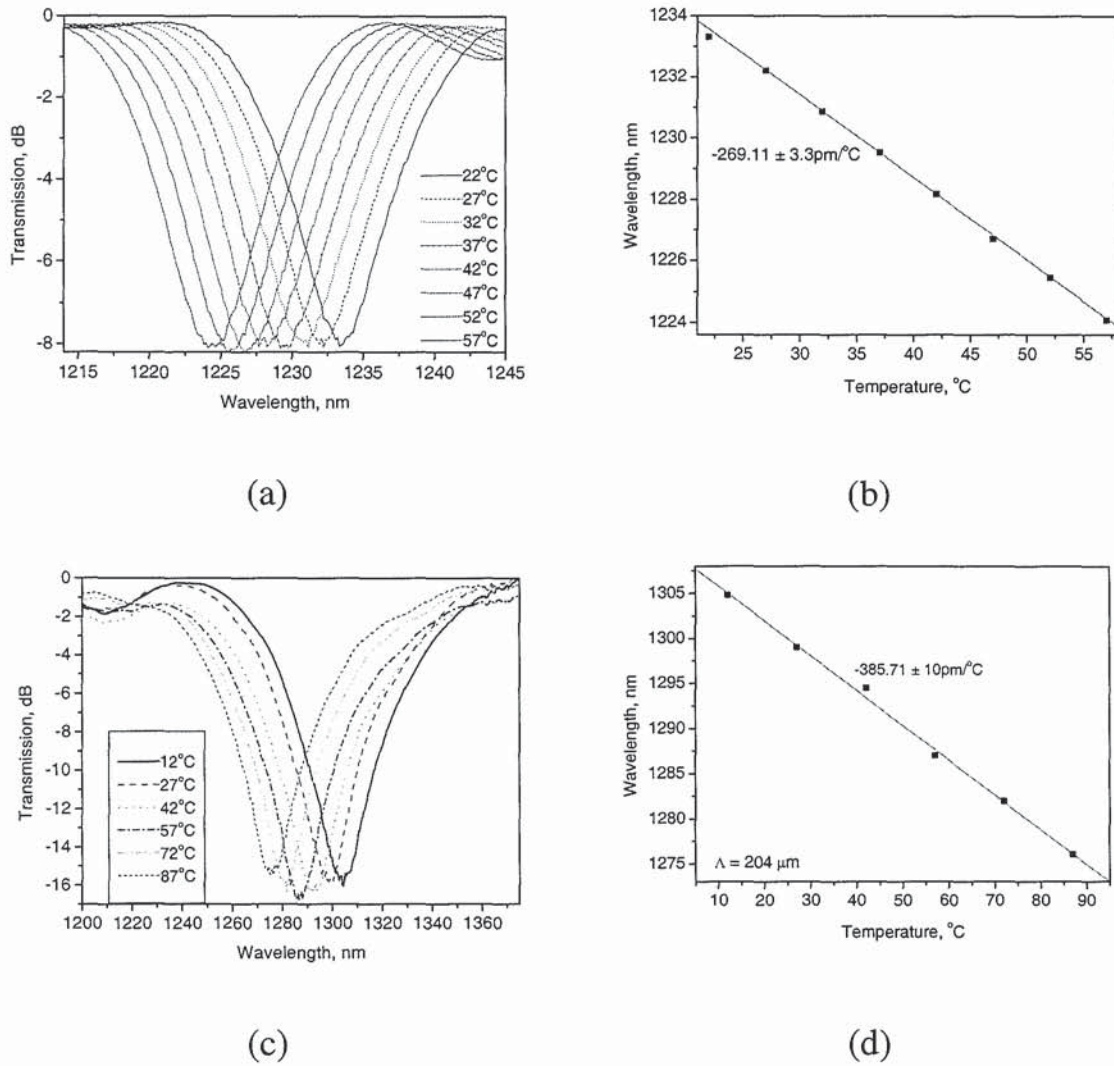 0
-2
-4
-6
-8
Transmission, dB
22°C
27°C
32°C
37°C
42°C
47°C
52°C
57°C
1215 1220 1225 1230 1235 1240 1245
Wavelength, nm
(a)
1234
1232
1230
1228
1226
1224
Wavelength, nm
-269.11 ± 3.3pm/°C
25 30 35 40 45 50 55
Temperature, °C
(b)
0
-2
-4
-6
-8
-10
-12
-14
-16
Transmission, dB
12°C
27°C
42°C
57°C
72°C
87°C
1200 1220 1240 1260 1280 1300 1320 1340 1360
Wavelength, nm
(c)
1305
1300
1295
1290
1285
1280
1275
Wavelength, nm
-385.71 ± 10pm/°C
Λ = 204 μm
10 20 30 40 50 60 70 80 90
Temperature, °C
(d)